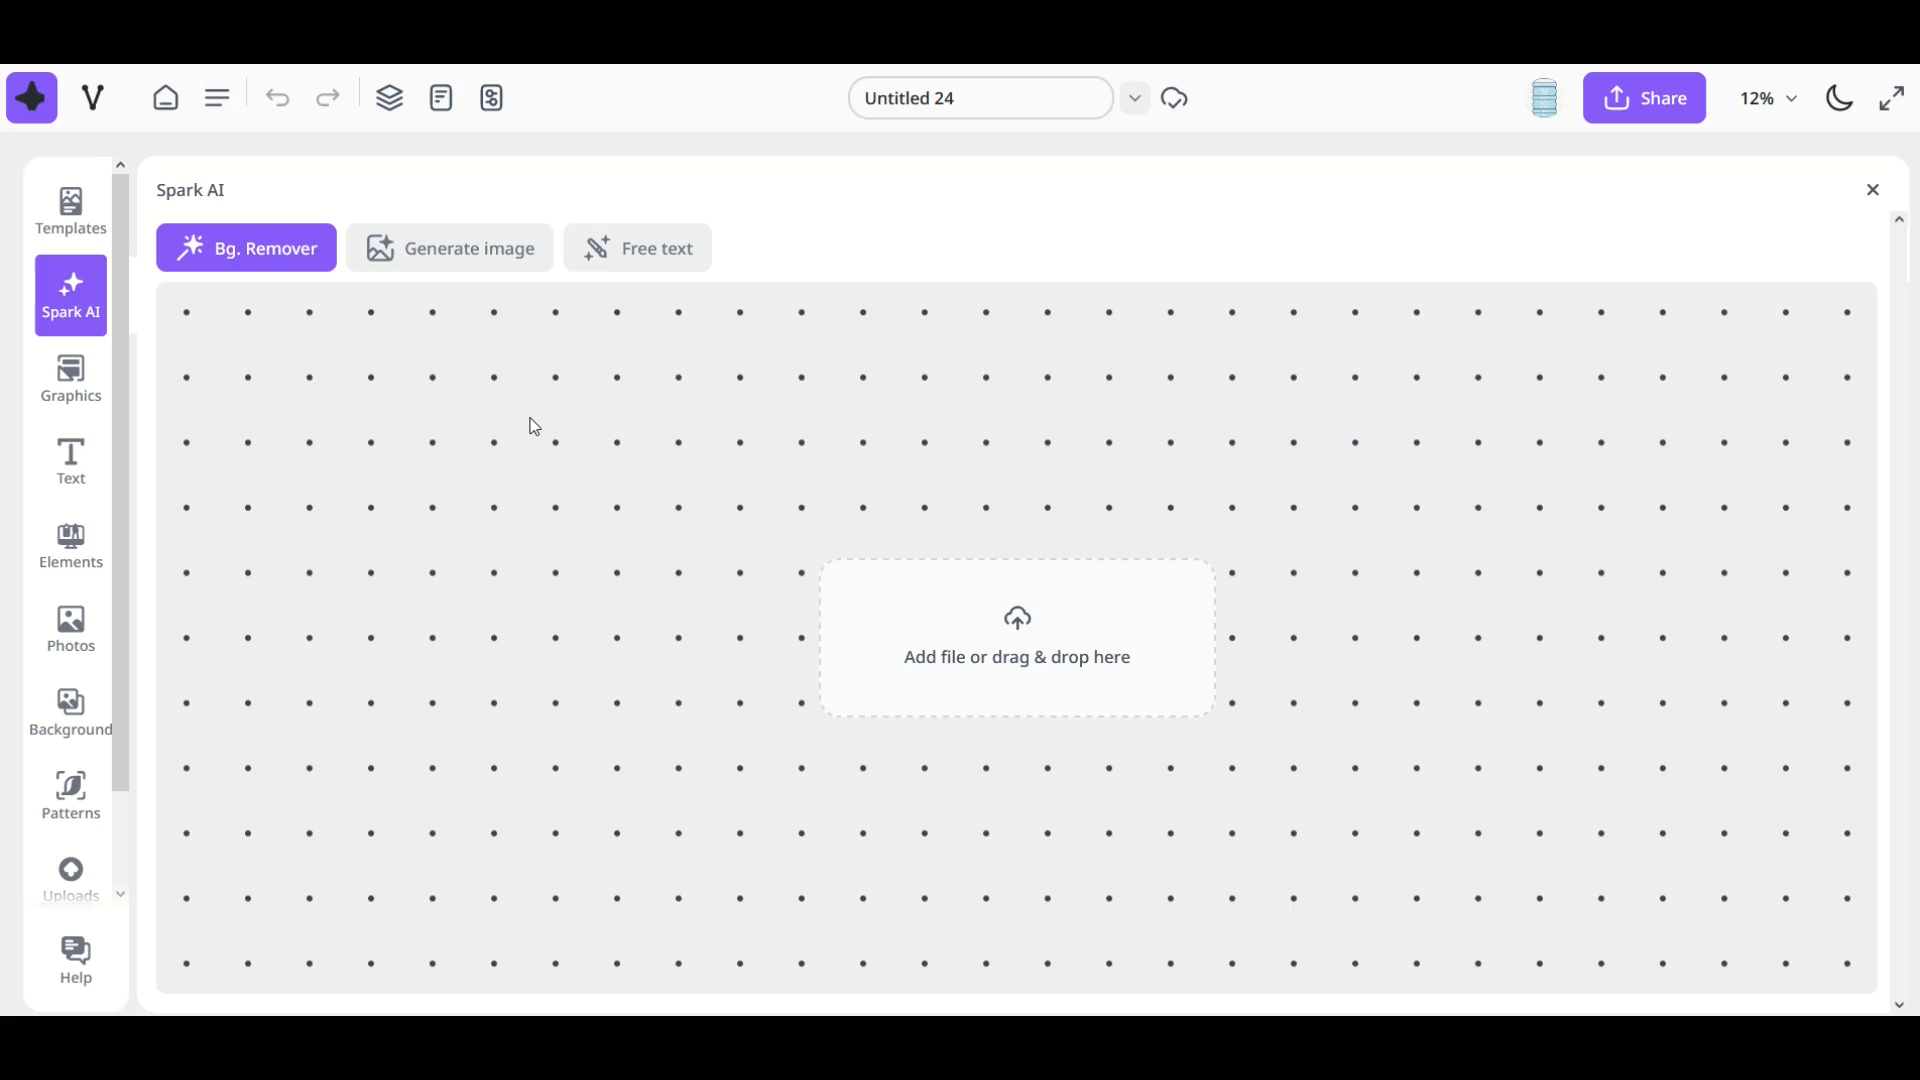 Untitled 24
Share
12%
Templates
Spark AI
Graphics
Text
Elements
Photos
Background
Patterns
Uploads
Help
Spark AI
Bg. Remover
Generate image
Free text
Add file or drag & drop here